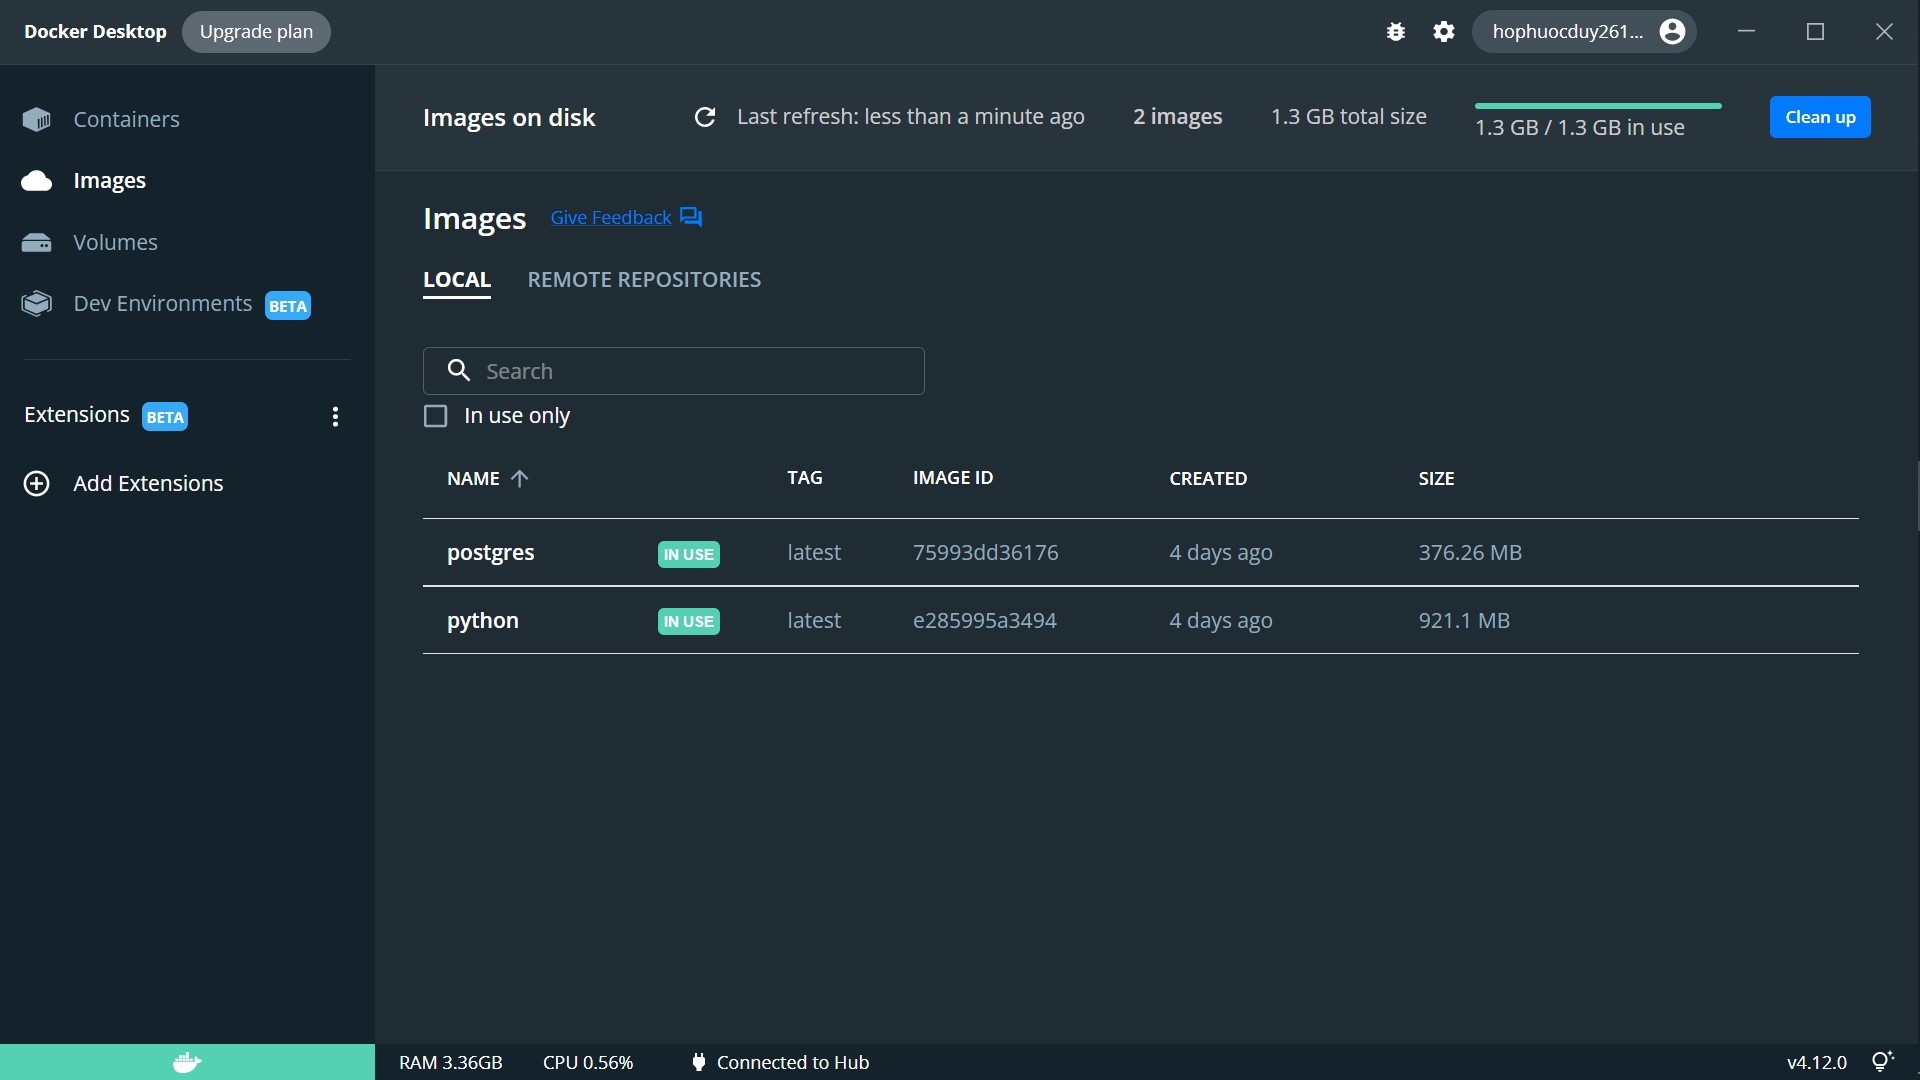 Docker Desktop
Upgrade plan
hophuocduy261...
Containers
Images
Volumes
Dev Environments BETA
Extensions BETA
Add Extensions
Images on disk
Last refresh: less than a minute ago
2 images
1.3 GB total size
1.3 GB / 1.3 GB in use
Clean up
Images
Give Feedback
LOCAL
REMOTE REPOSITORIES
Search
In use only
NAME TAG IMAGE ID CREATED SIZE
postgres IN USE latest 75993dd36176 4 days ago 376.26 MB
python IN USE latest e285995a3494 4 days ago 921.1 MB
RAM 3.36GB CPU 0.56% Connected to Hub v4.12.0